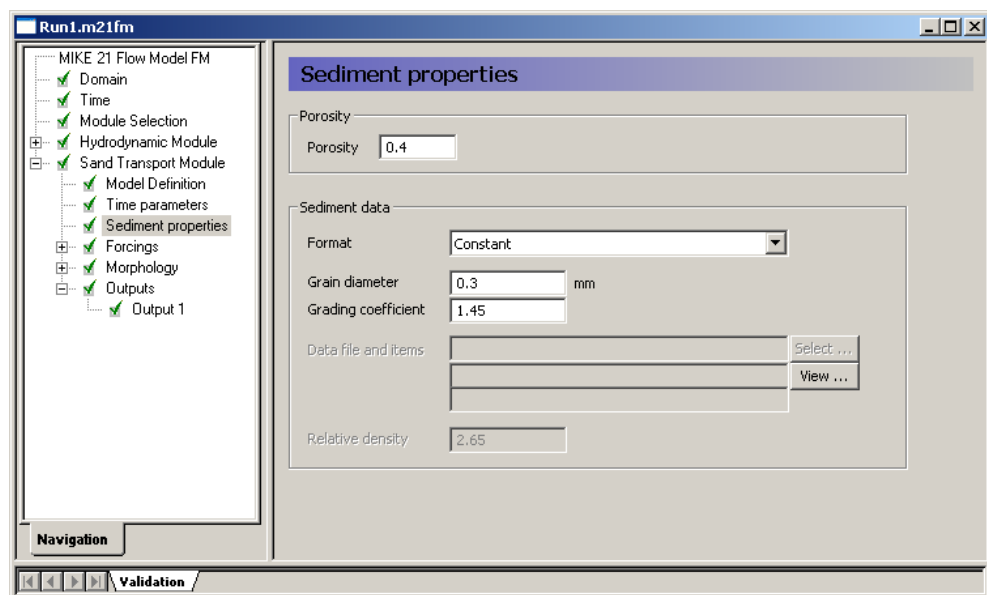 Run1.m21fm
MIKE 21 Flow Model FM
Domain
Time
Module Selection
Hydrodynamic Module
Sand Transport Module
Model Definition
Time parameters
Sediment properties
Forcings
Morphology
Outputs
Output 1
Navigation
Sediment properties
Porosity
Porosity 0.4
Sediment data
Format Constant
Grain diameter 0.3 mm
Grading coefficient 1.45
Data file and items Select ...
View ...
Relative density 2.65
Validation